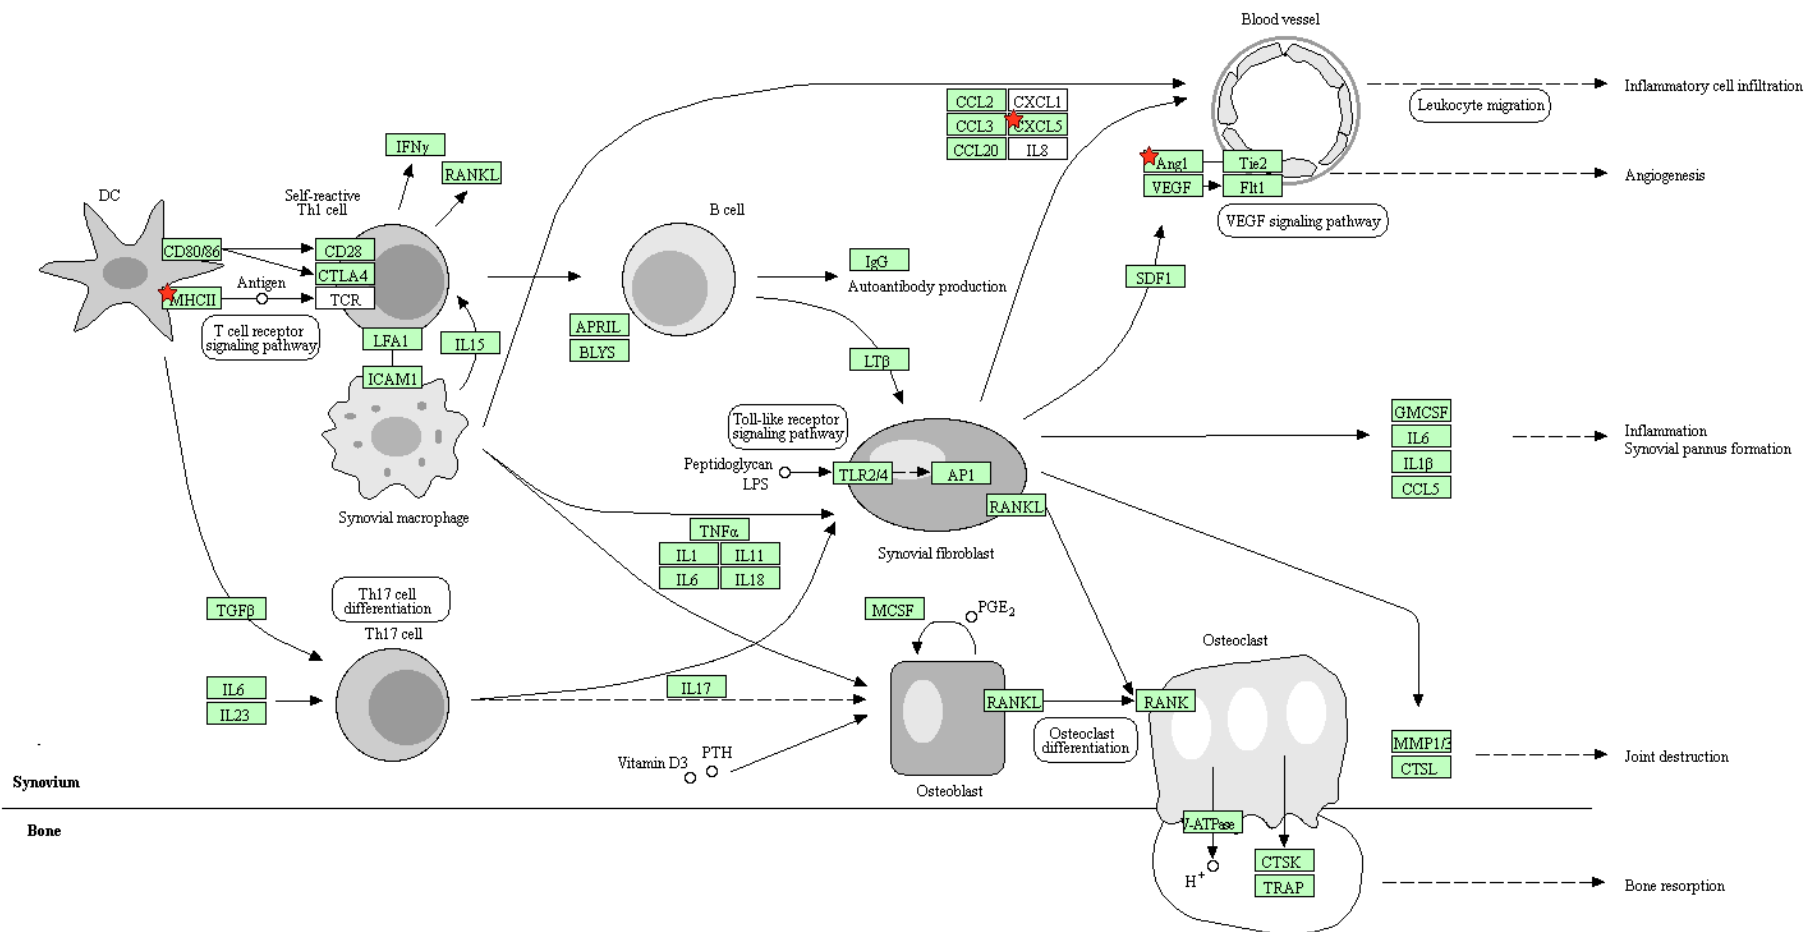 Blood vessel
Inflammatory cell infiltration
CCL2
CXCL1
Leukocyte migration
CCL3
CXCL5
CCL20
IL8
IFNγ
RANKL
Ang1
Tie2
Angiogenesis
VEGF
Flt1
DC
Self-reactive
Th1 cell
B cell
VEGF signaling pathway
CD80/86
CD28
CTLA4
IgG
SDF1
Antigen
Autoantibody production
MHCII
TCR
T cell receptor
signaling pathway
LFA1
IL15
APRIL
BLYS
LTβ
ICAM1
Toll-like receptor
signaling pathway
GMCSF
IL6
IL1β
CCL5
Inflammation
Synovial pannus formation
Peptidoglycan
LPS
TLR2/4
AP1
RANKL
Synovial macrophage
TNFα
IL1
IL11
IL6
IL18
Synovial fibroblast
Th17 cell
differentiation
TGFβ
Th17 cell
MCSF
PGE2
Osteoclast
IL6
IL23
IL17
RANKL
RANK
Osteoclast
differentiation
MMP1/3
CTSL
Joint destruction
Vitamin D3
PTH
Osteoblast
Synovium
Bone
V-ATPase
H+
CTSK
TRAP
Bone resorption